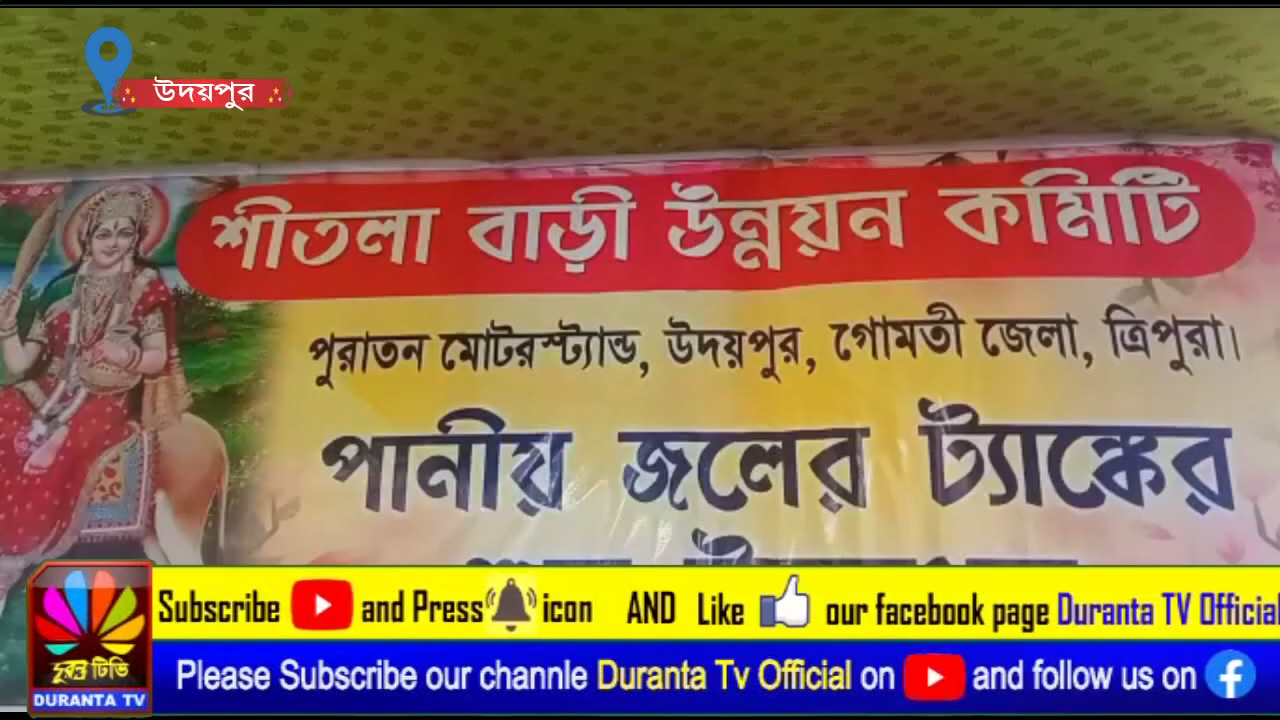 উদয়পুর
শীতলা বাড়ী উন্নয়ন কমিটি
পুরাতন মোটরস্ট্যান্ড, উদয়পুর, গোমতী জেলা, ত্রিপুরা।
পানীয় জলের ট্যাঙ্কের
Subscribe and Press icon AND Like our facebook page Duranta TV Official
Please Subscribe our channle Duranta Tv Official on and follow us on
দুরন্ত টিভি
DURANTA TV